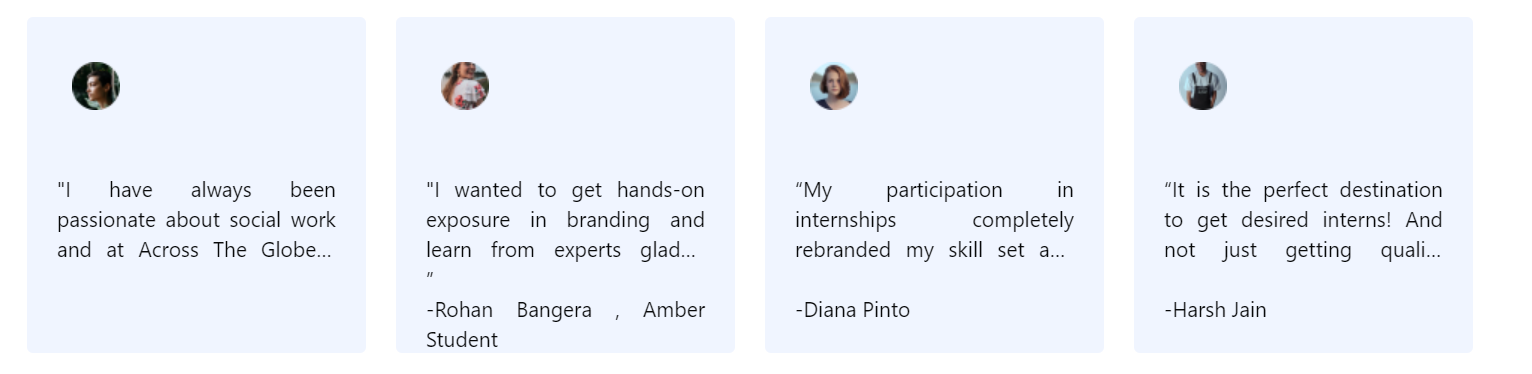 "I have always been
passionate about social work
and at Across The Globe...
"I wanted to get hands-on
exposure in branding and
learn from experts glad...
”
-Rohan Bangera , Amber
Student
“My participation in
internships completely
rebranded my skill set a...
-Diana Pinto
“It is the perfect destination
to get desired interns! And
not just getting quali...
-Harsh Jain